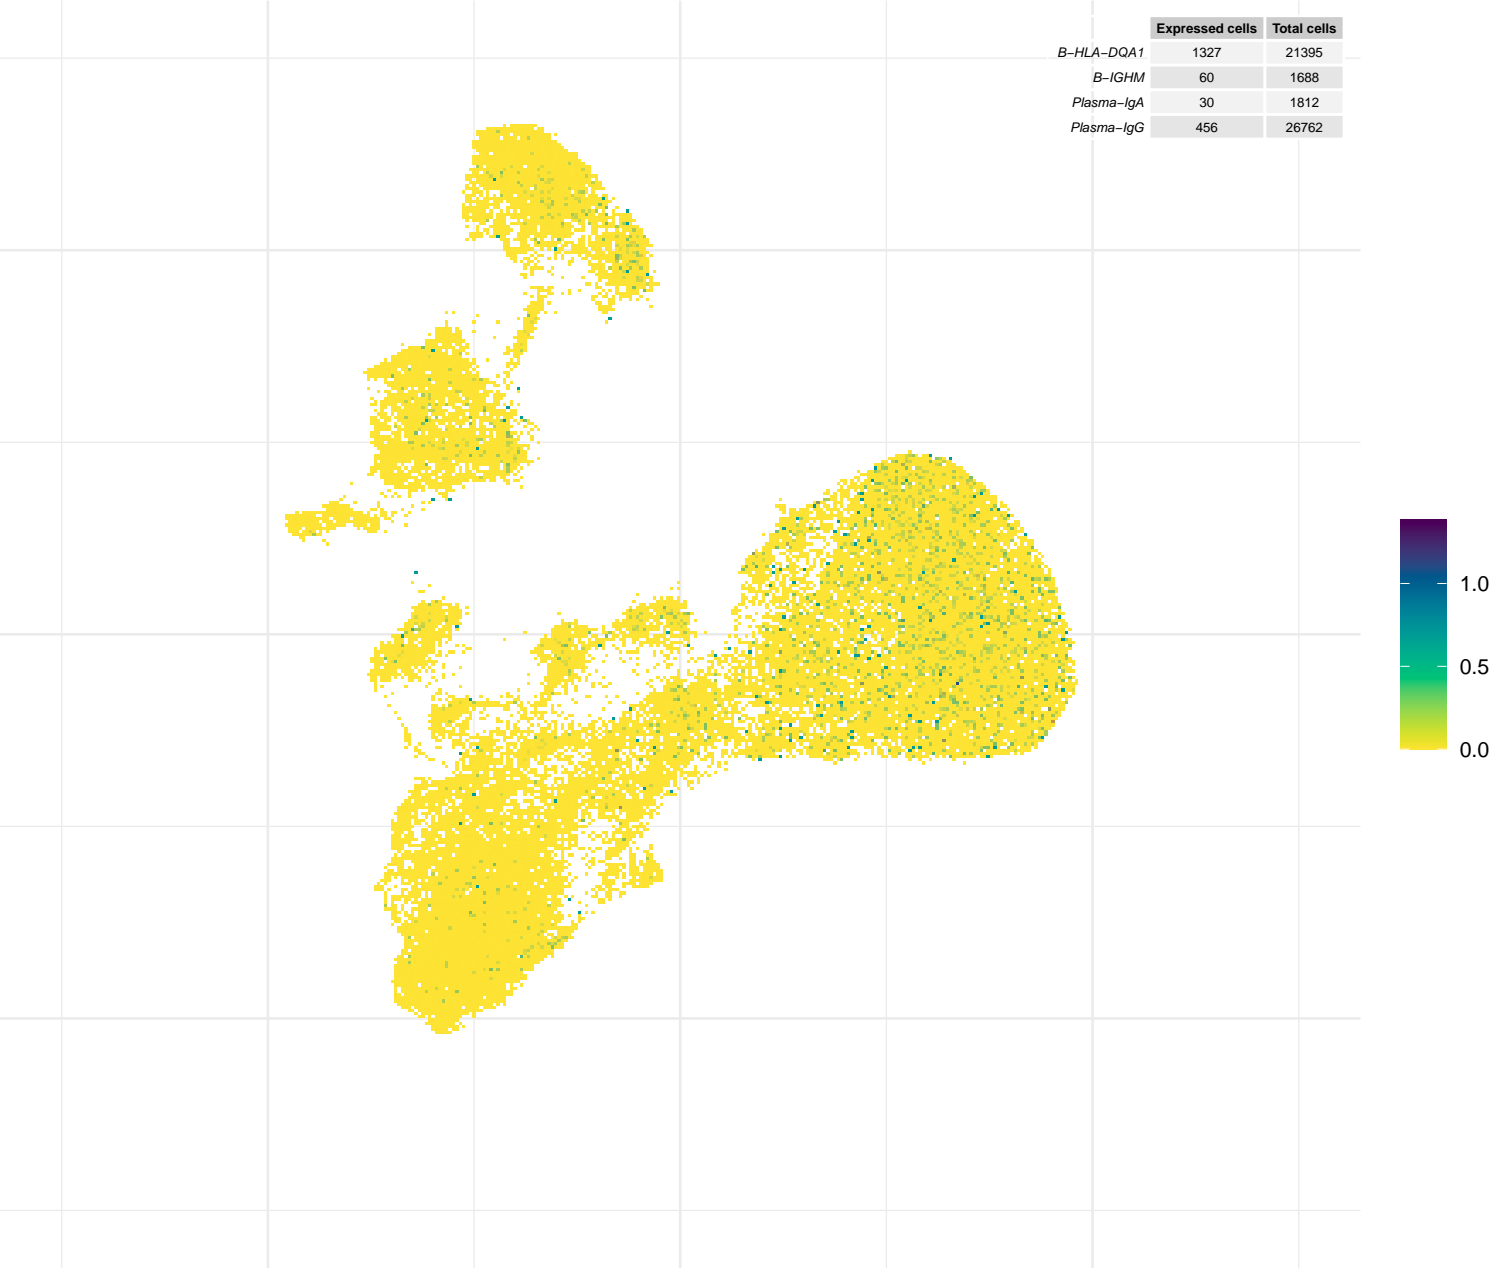 Expressed cells Total cells
B−HLA−DQA1 1327 21395
B−IGHM 60 1688
Plasma−IgA 30 1812
Plasma−IgG 456 26762
1.0
0.5
0.0